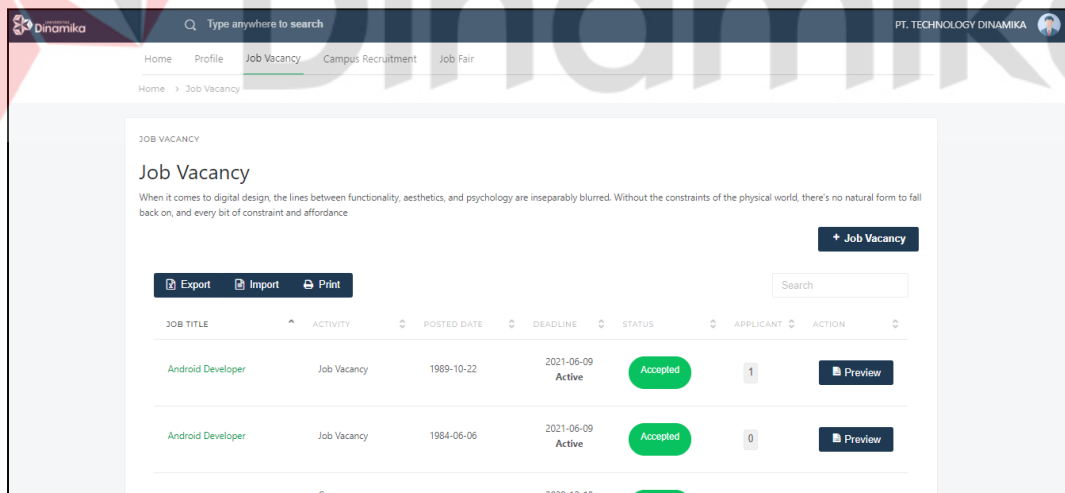 Dinamika
UNIVERSITAS
Dinamika
Type anywhere to search
PT. TECHNOLOGY DINAMIKA
Home Profile Job Vacancy Campus Recruitment Job Fair
Home > Job Vacancy
JOB VACANCY
Job Vacancy
When it comes to digital design, the lines between functionality, aesthetics, and psychology are inseparably blurred. Without the constraints of the physical world, there's no natural form to fall
back on, and every bit of constraint and affordance
+ Job Vacancy
Export Import Print
Search
JOB TITLE ACTIVITY POSTED DATE DEADLINE STATUS APPLICANT ACTION
Android Developer Job Vacancy 1989-10-22 2021-06-09 Active Accepted 1 Preview
Android Developer Job Vacancy 1984-06-06 2021-06-09 Active Accepted 0 Preview